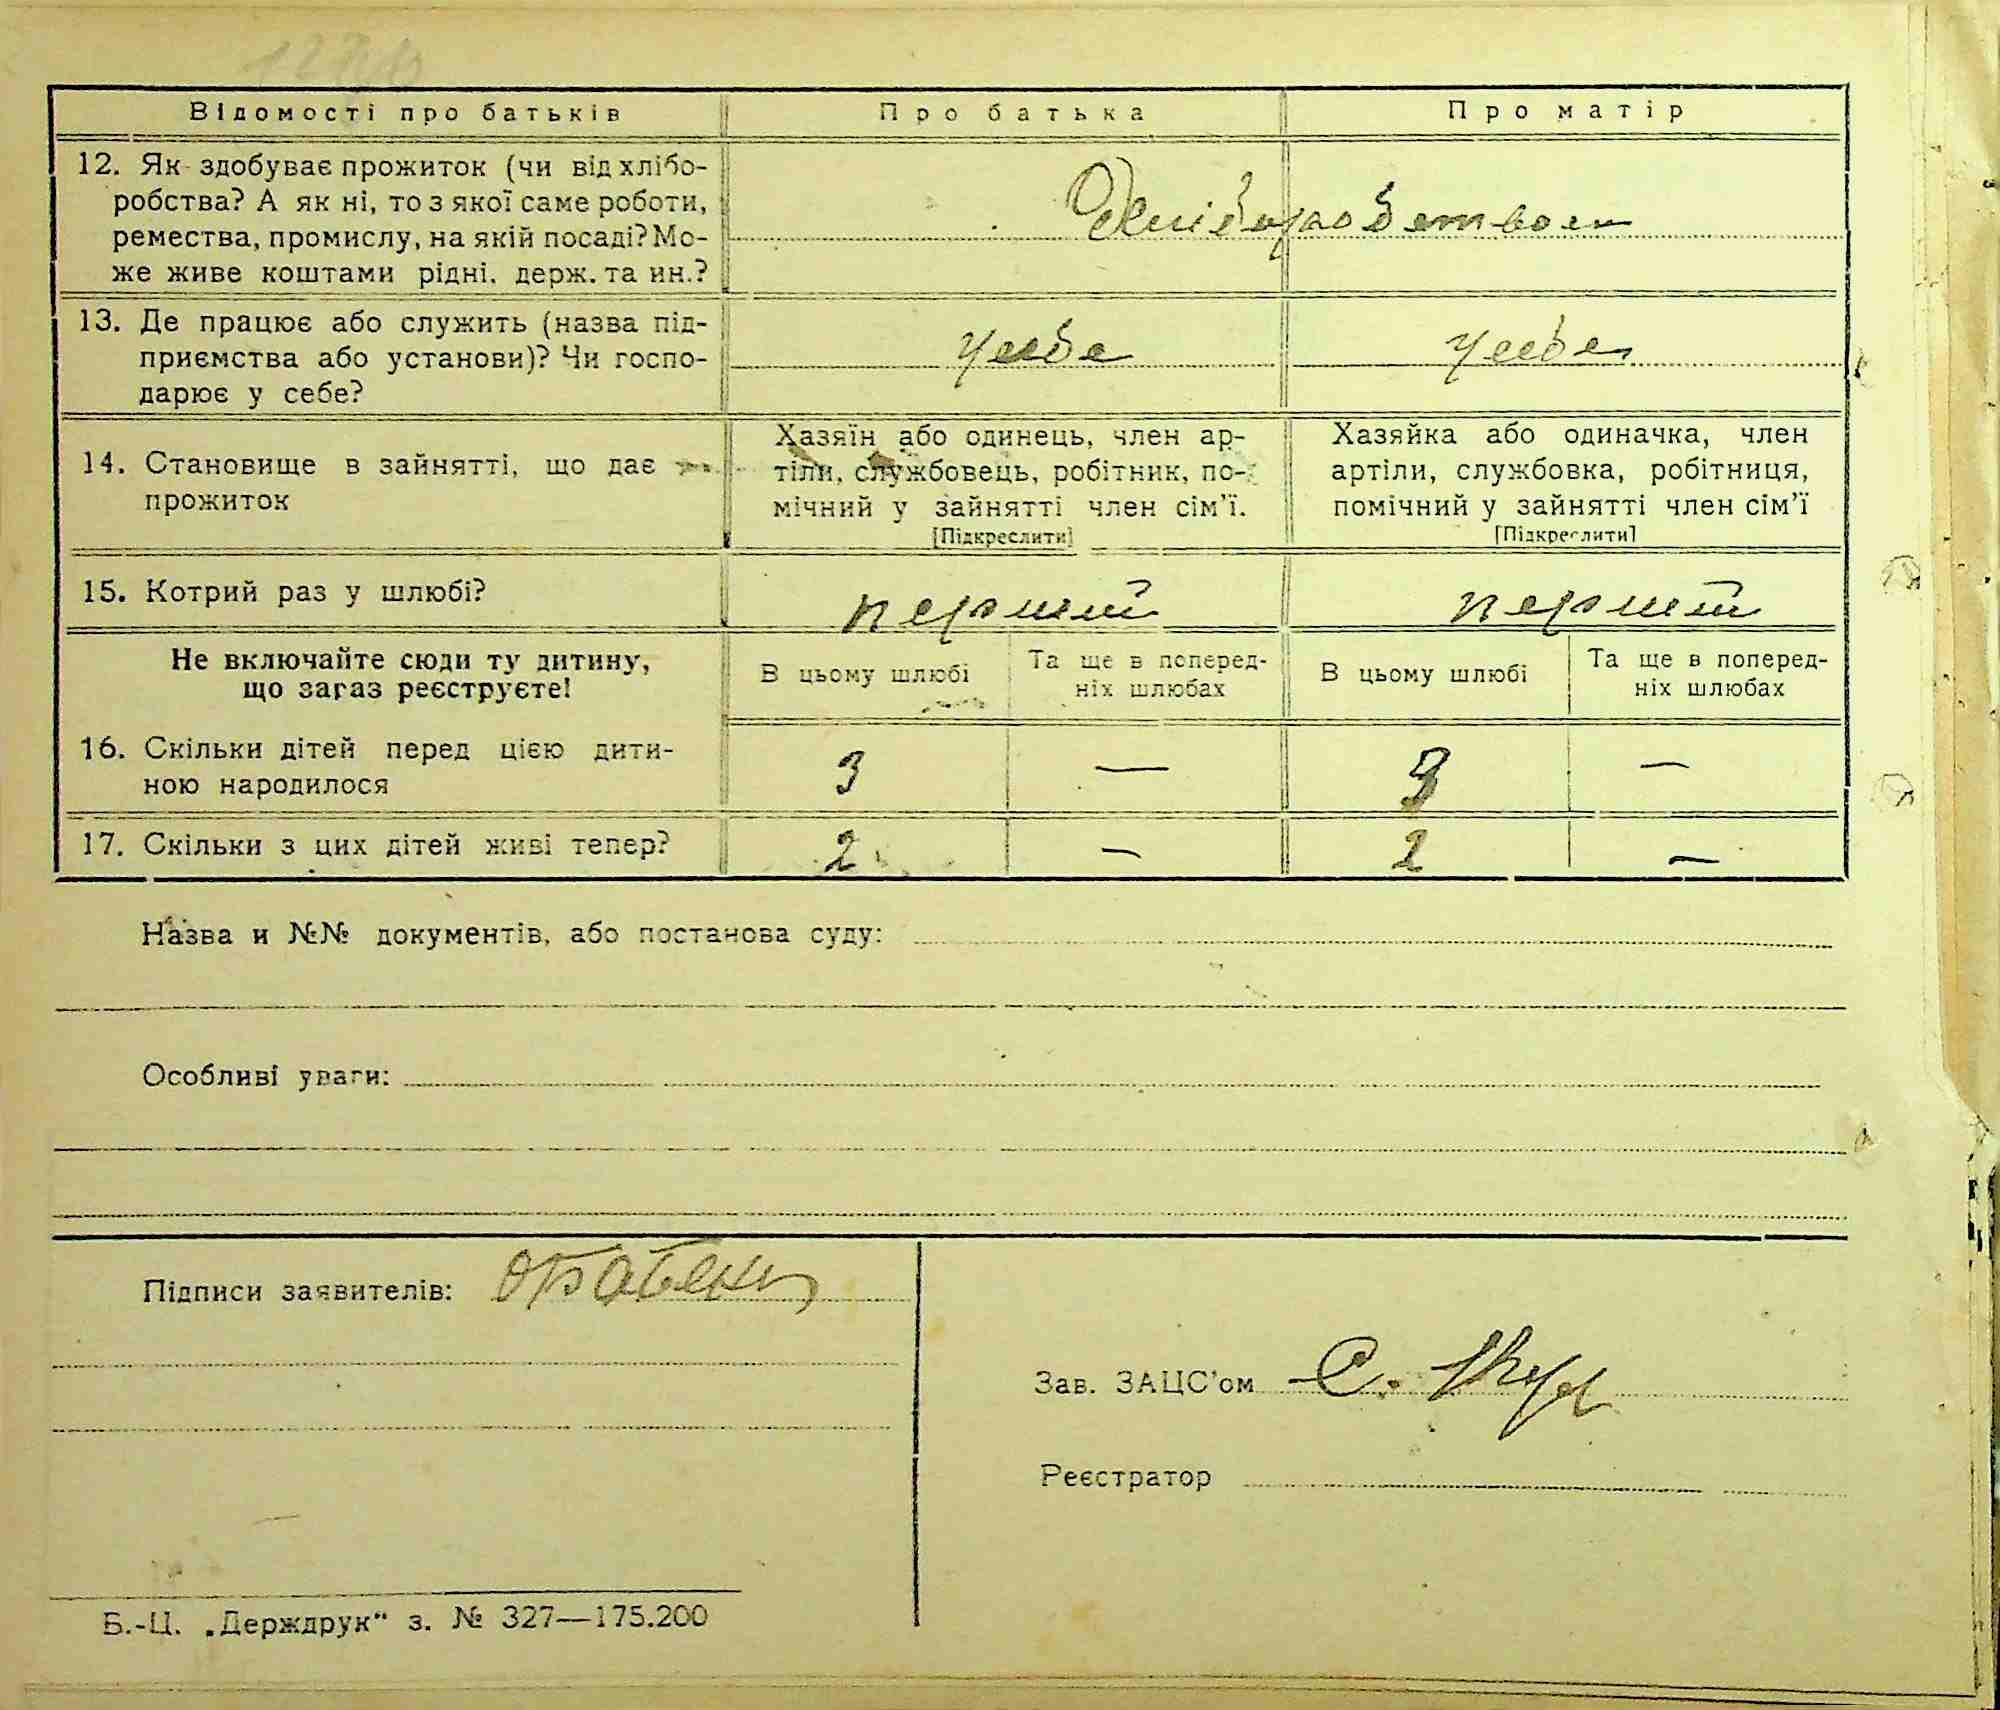 Відомості про батьків Про батька Про матір
12. Як здобуває прожиток (чи від хлібо-
робства? А як ні, то з якої саме роботи,
ремества, промислу, на якій посаді? Мо-
же живе коштами рідні, держ. та ин.?
Хліборобством
13. Де працює або служить (назва під-
приємства або установи)? Чи госпо-
дарює у себе?
у себе у себе
14. Становище в зайнятті, що дає
прожиток
Хазяїн або одинець, член ар-
тіли, службовець, робітник, по-
мічний у зайнятті член сім’ї.
[Підкреслити]
Хазяйка або одиначка, член
артіли, службовка, робітниця,
помічний у зайнятті член сім’ї
[Підкреслити]
15. Котрий раз у шлюбі? перший перший
Не включайте сюди ту дитину,
що зараз реєструєте!
В цьому шлюбі
Та ще в поперед-
ніх шлюбах
В цьому шлюбі
Та ще в поперед-
ніх шлюбах
16. Скільки дітей перед цією дити-
ною народилося
3 — 3 —
17. Скільки з цих дітей живі тепер? 2 — 2 —
Назва и №№ документів, або постанова суду:
Особливі уваги:
Підписи заявителів:
Зав. ЗАЦС’ом С.
Реєстратор
Б.-Ц. „Держдрук“ з. № 327—175.200